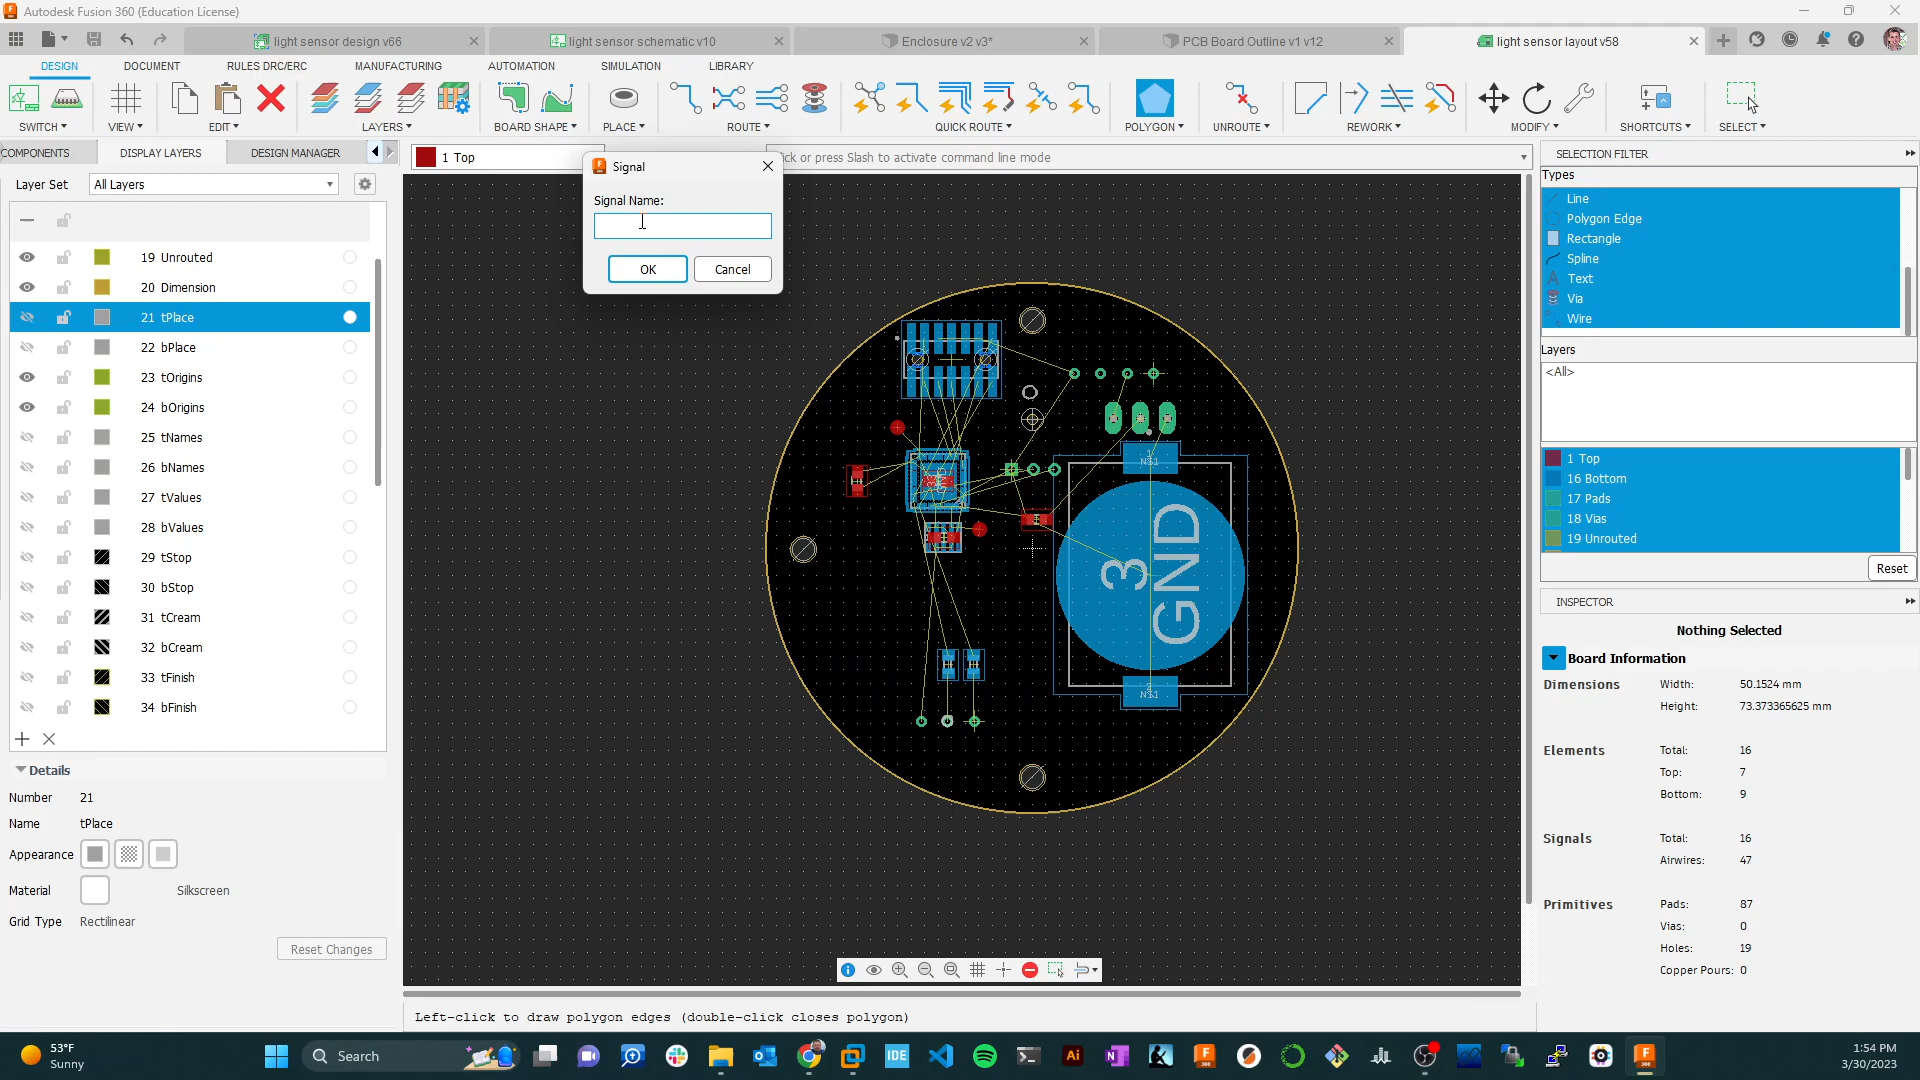 Autodesk Fusion 360 (Education License)
light sensor design v66
light sensor schematic v10
Enclosure v2 v3*
PCB Board Outline v1 v12
light sensor layout v58
DESIGN
DOCUMENT
RULES DRC/ERC
MANUFACTURING
AUTOMATION
SIMULATION
LIBRARY
SWITCH
VIEW
EDIT
LAYERS
BOARD SHAPE
PLACE
ROUTE
QUICK ROUTE
POLYGON
UNROUTE
REWORK
MODIFY
SHORTCUTS
SELECT
COMPONENTS
DISPLAY LAYERS
DESIGN MANAGER
1 Top
ck or press Slash to activate command line mode
SELECTION FILTER
Layer Set
All Layers
19 Unrouted
20 Dimension
21 tPlace
22 bPlace
23 tOrigins
24 bOrigins
25 tNames
26 bNames
27 tValues
28 bValues
29 tStop
30 bStop
31 tCream
32 bCream
33 tFinish
34 bFinish
Details
Number 21
Name tPlace
Appearance
Material Silkscreen
Grid Type Rectilinear
Reset Changes
Signal
Signal Name:
OK
Cancel
1
NS1
3
GND
NS1
Left-click to draw polygon edges (double-click closes polygon)
Types
Line
Polygon Edge
Rectangle
Spline
Text
Via
Wire
Layers
<All>
1 Top
16 Bottom
17 Pads
18 Vias
19 Unrouted
Reset
INSPECTOR
Nothing Selected
Board Information
Dimensions Width: 50.1524 mm
Height: 73.373365625 mm
Elements Total: 16
Top: 7
Bottom: 9
Signals Total: 16
Airwires: 47
Primitives Pads: 87
Vias: 0
Holes: 19
Copper Pours: 0
53°F
Sunny
Search
IDE
Ai
1:54 PM
3/30/2023